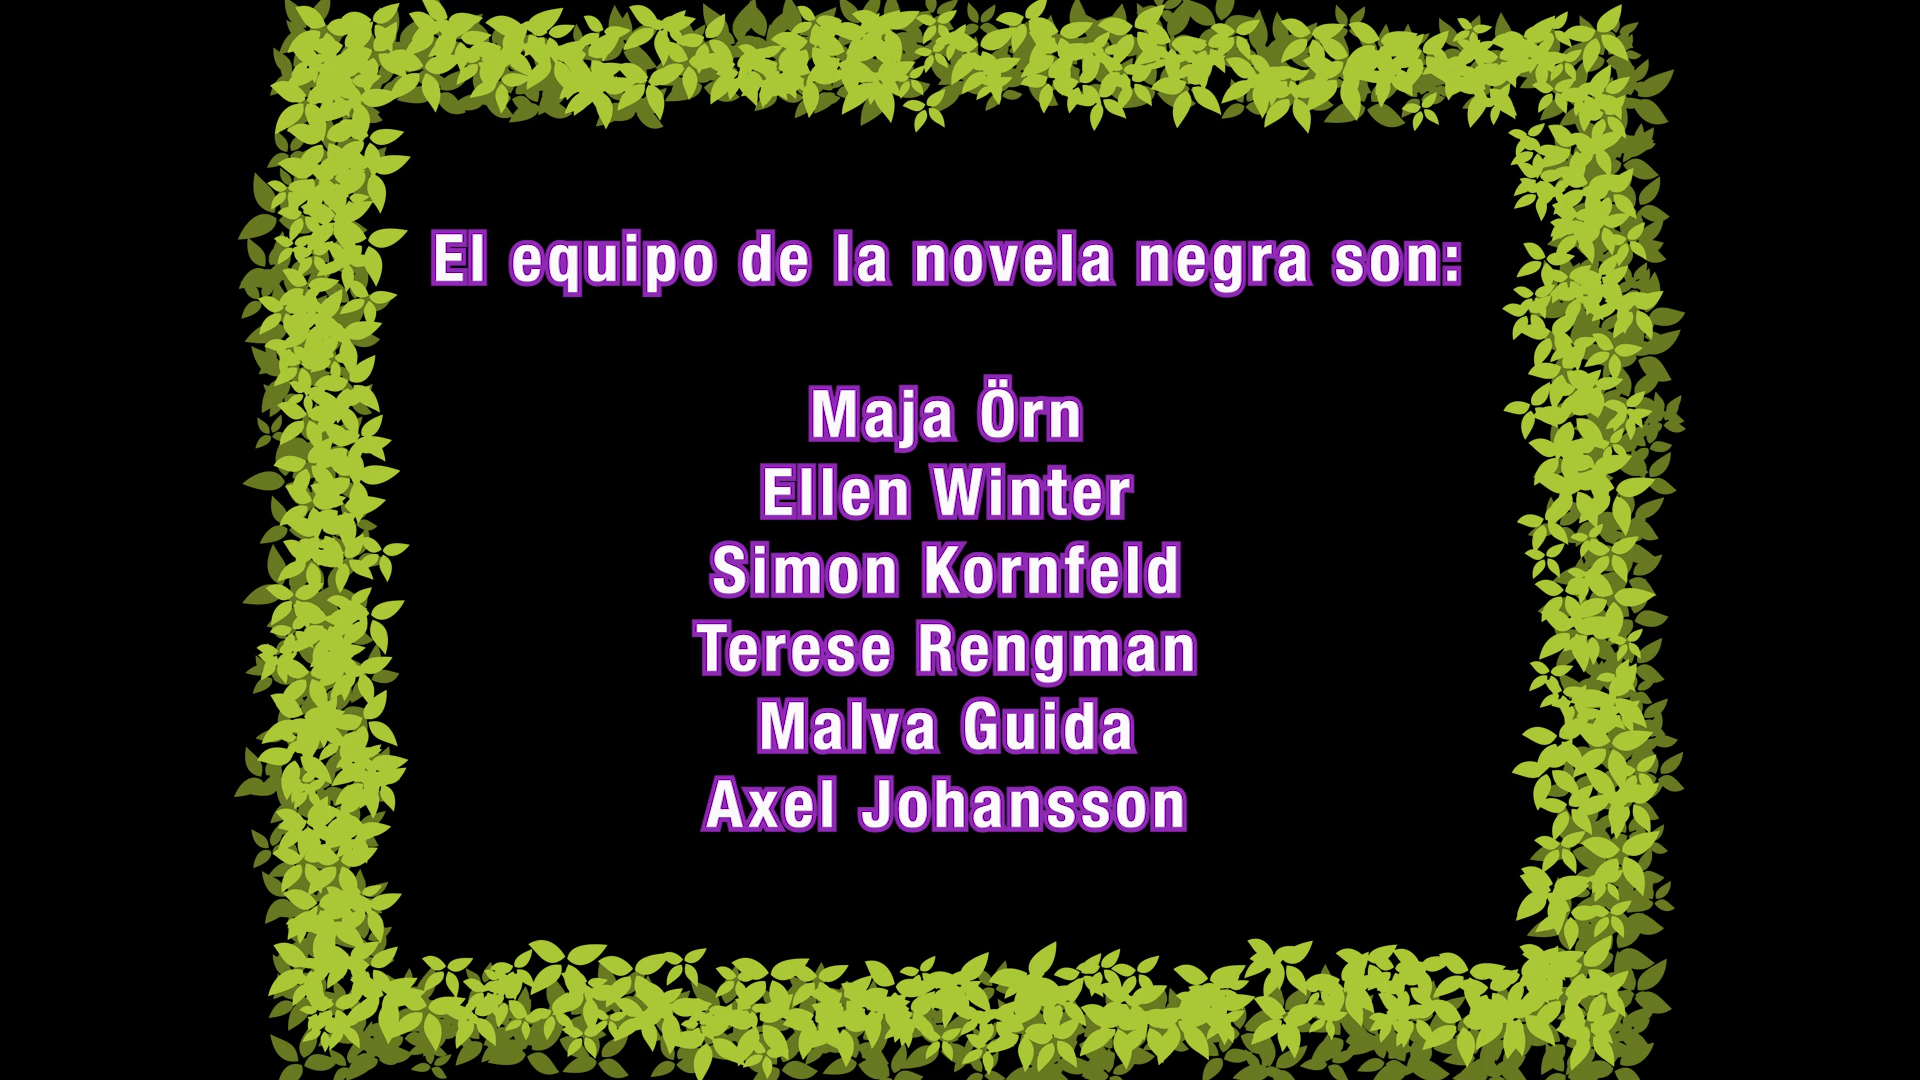 El equipo de la novela negra son:
Maja Örn
Ellen Winter
Simon Kornfeld
Terese Rengman
Malva Guida
Axel Johansson